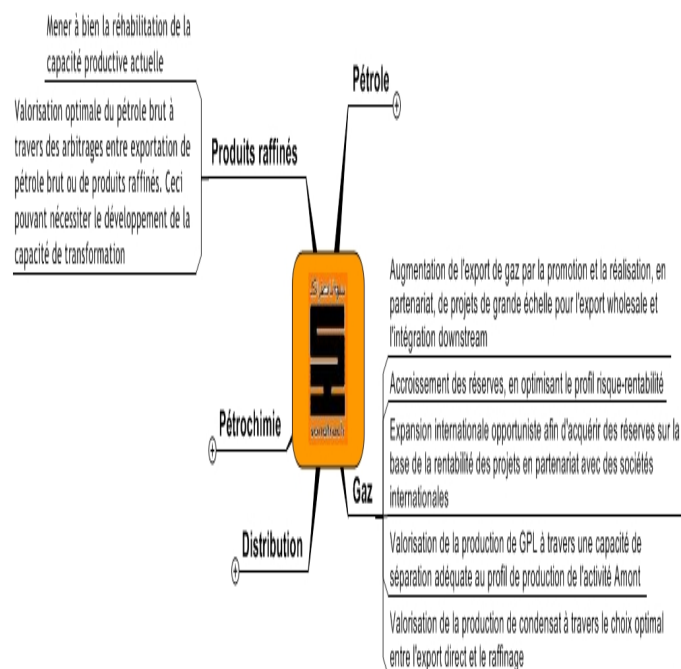 Mener à bien la réhabilitation de la
capacité productive actuelle
Valorisation optimale du pétrole brut à
travers des arbitrages entre exportation de
pétrole brut ou de produits raffinés. Ceci
pouvant nécessiter le développement de la
capacité de transformation
Produits raffinés
Pétrole
سوناطراك
sonatrach
Pétrochimie
Distribution
Gaz
Augmentation de l'export de gaz par la promotion et la réalisation, en
partenariat, de projets de grande échelle pour l'export wholesale et
l'intégration downstream
Accroissement des réserves, en optimisant le profil risque-rentabilité
Expansion internationale opportuniste afin d'acquérir des réserves sur la
base de la rentabilité des projets en partenariat avec des sociétés
internationales
Valorisation de la production de GPL à travers une capacité de
séparation adéquate au profil de production de l'activité Amont
Valorisation de la production de condensat à travers le choix optimal
entre l'export direct et le raffinage